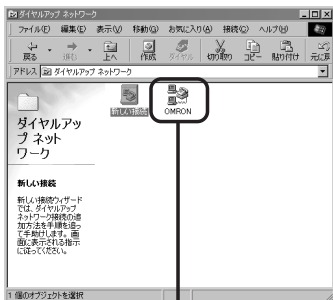 ダイヤルアップ ネットワーク
ファイル(F) 編集(E) 表示(V) 移動(G) お気に入り(A) 接続(C) ヘルプ(H)
戻る 進む 上へ 作成 ダイヤル 切り取り コピー 貼り付け 元に戻
アドレス ダイヤルアップ ネットワーク
新しい接続
OMRON
ダイヤルアッ
プ ネット
ワーク
新しい接続
新しい接続ウィザード
では、ダイヤルアップ
ネットワーク接続の追
加方法を手順を追っ
て手助けします。画
面に表示される指示
に従ってください。
1 個のオブジェクトを選択